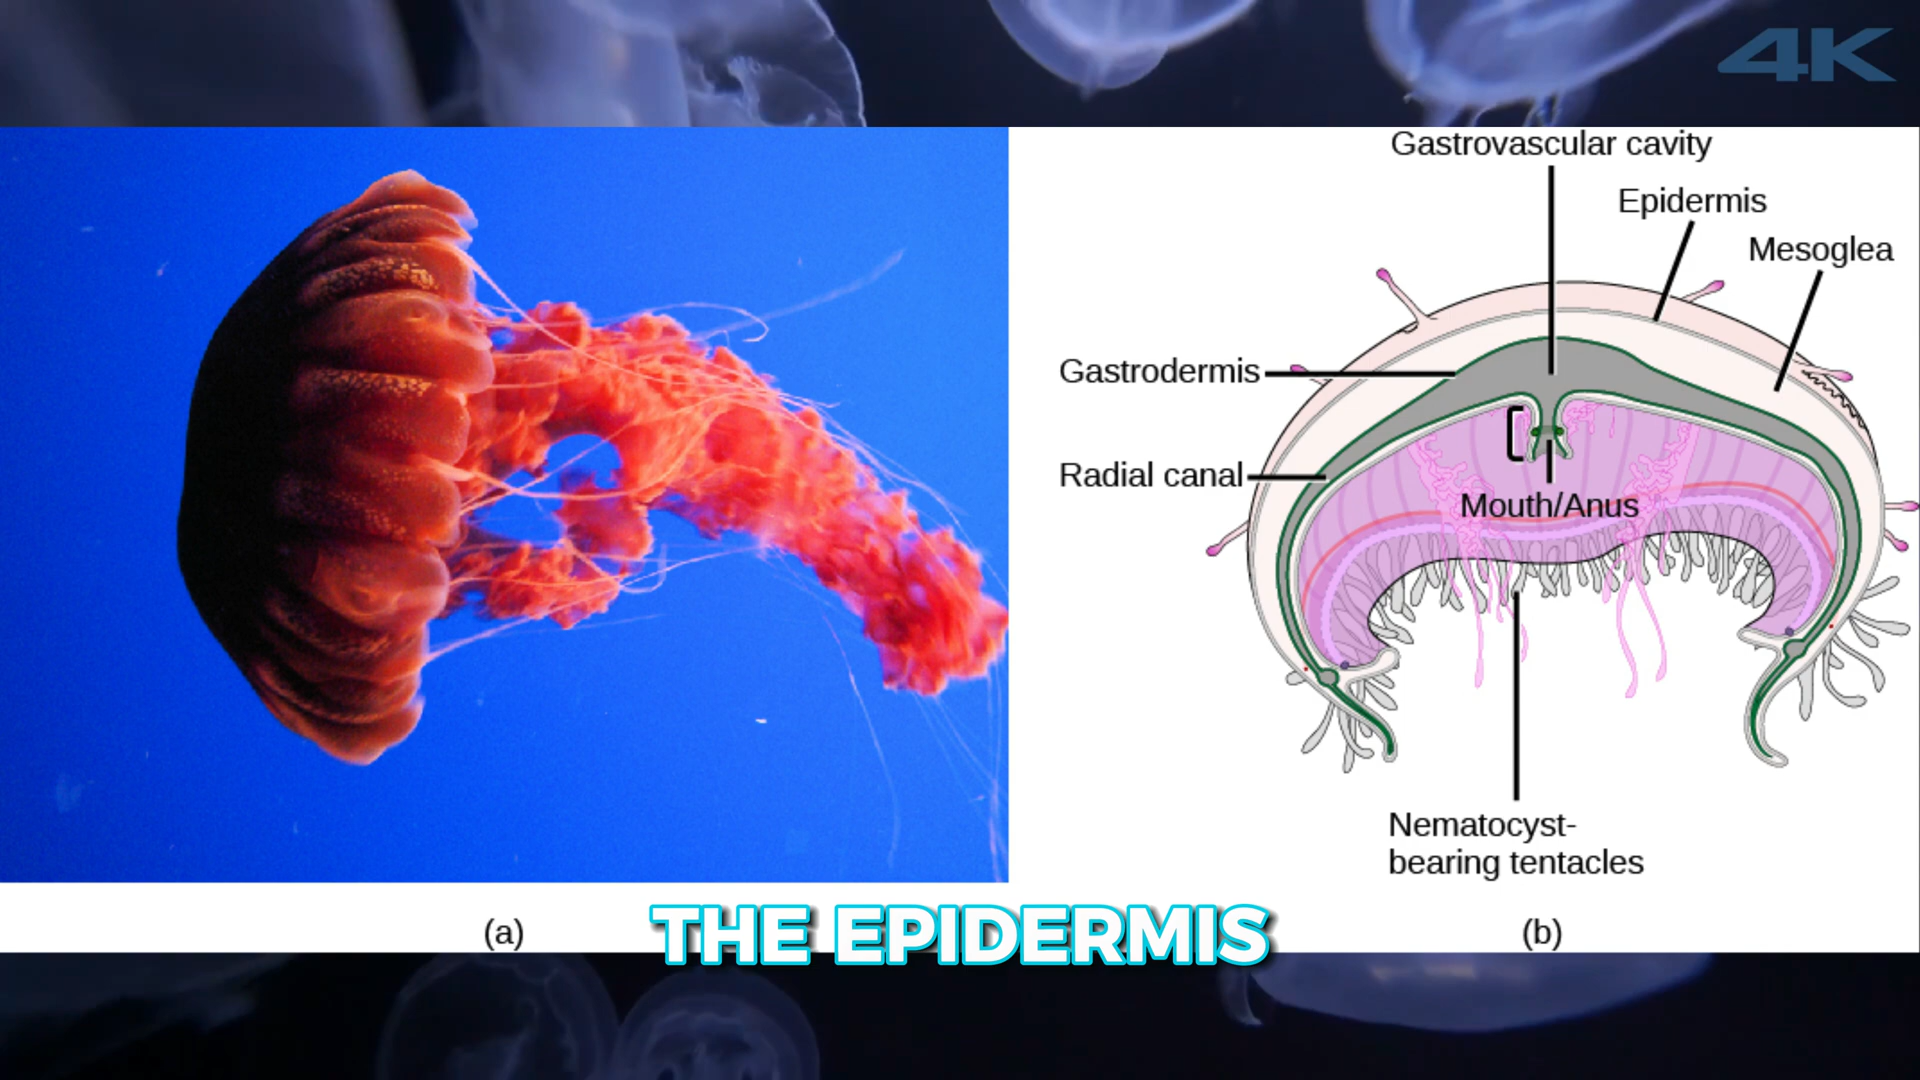 4K
Gastrovascular cavity
Epidermis
Mesoglea
Gastrodermis
Radial canal
Mouth/Anus
Nematocyst-
bearing tentacles
(a)
THE EPIDERMIS
(b)